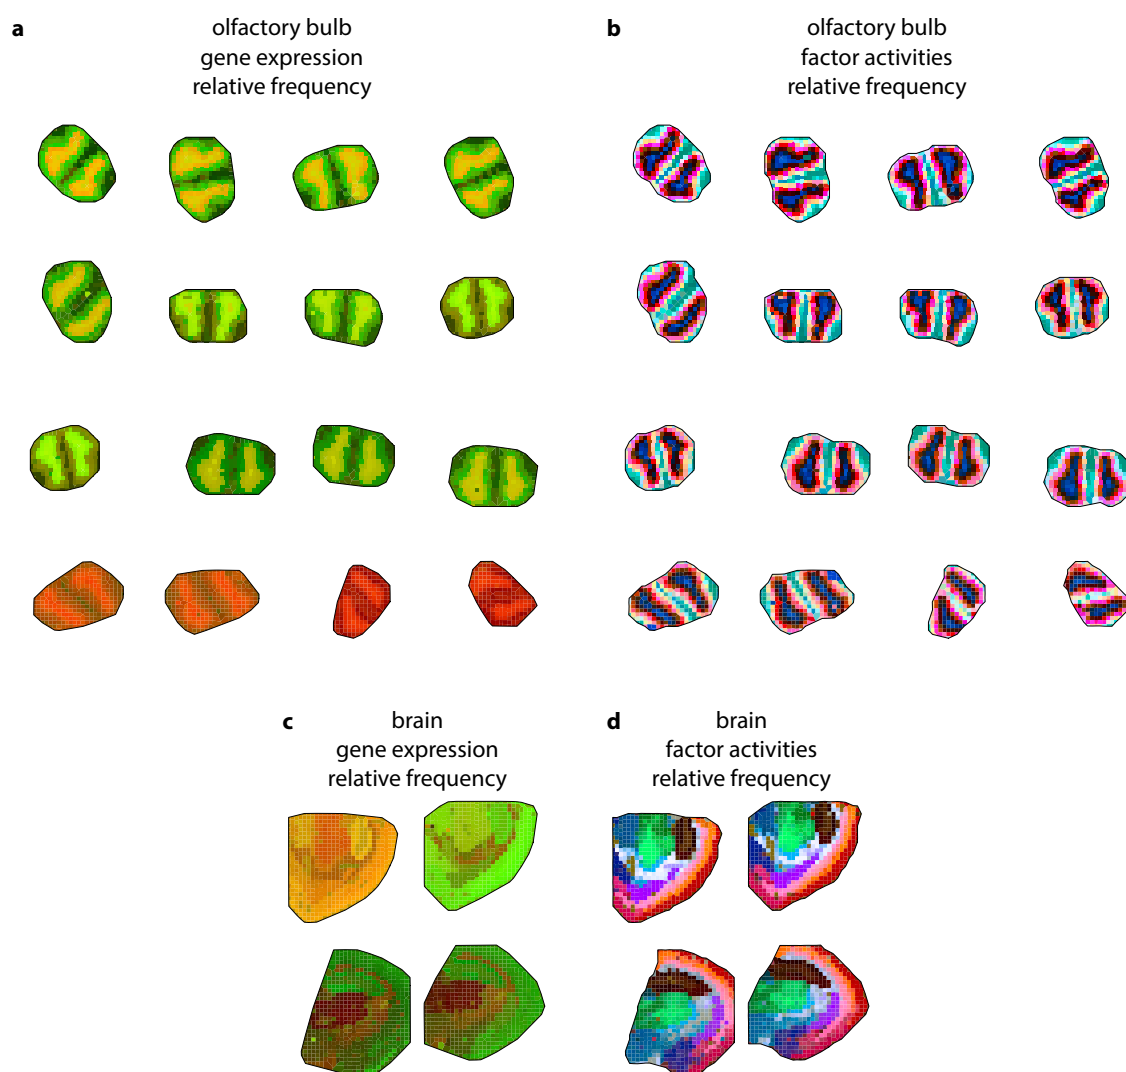 a
olfactory bulb
gene expression
relative frequency
b
olfactory bulb
factor activities
relative frequency
c
brain
gene expression
relative frequency
d
brain
factor activities
relative frequency